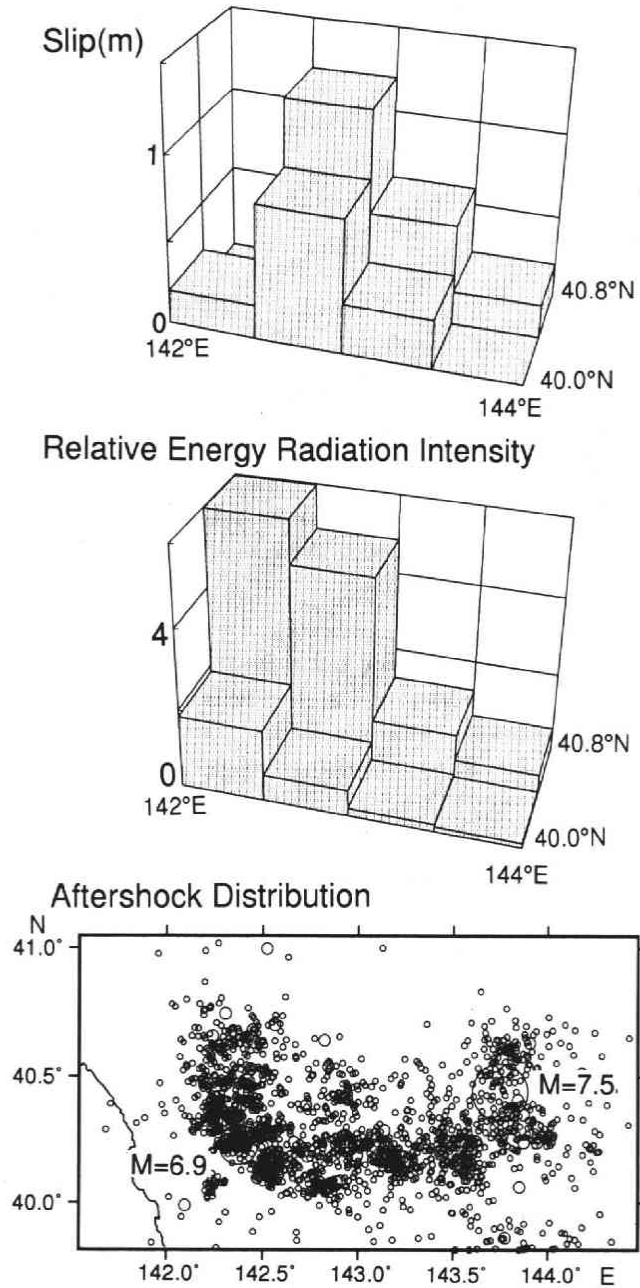 Slip(m)
1
0
142°E
144°E
40.8°N
40.0°N
Relative Energy Radiation Intensity
4
0
142°E
144°E
40.8°N
40.0°N
Aftershock Distribution
N
41.0°
40.5°
40.0°
M=7.5
M=6.9
142.0° 142.5° 143.0° 143.5° 144.0° E